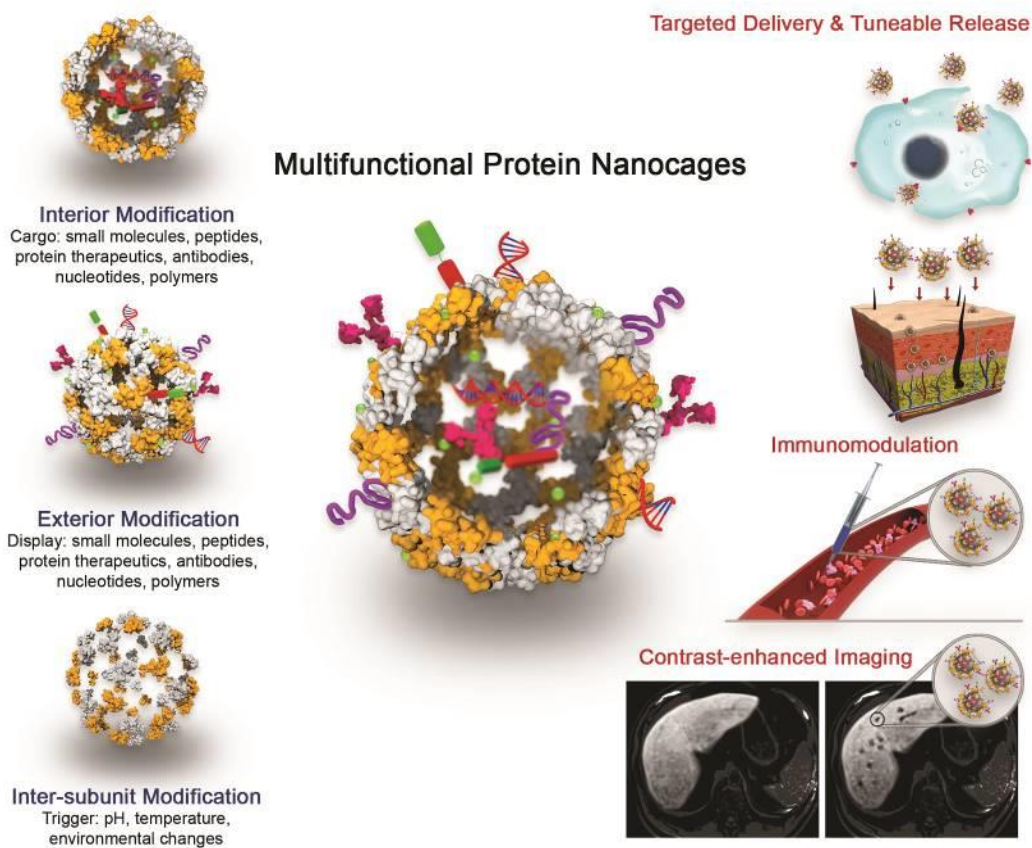 Multifunctional Protein Nanocages
Interior Modification
Cargo: small molecules, peptides,
protein therapeutics, antibodies,
nucleotides, polymers
Exterior Modification
Display: small molecules, peptides,
protein therapeutics, antibodies,
nucleotides, polymers
Inter-subunit Modification
Trigger: pH, temperature,
environmental changes
Targeted Delivery & Tuneable Release
Immunomodulation
Contrast-enhanced Imaging